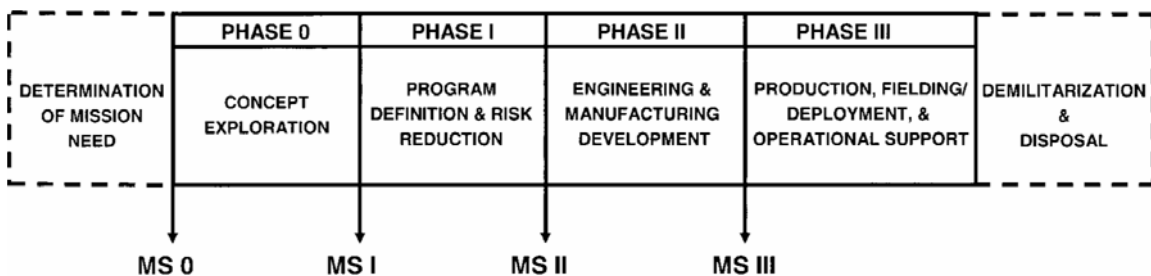 PHASE 0
PHASE I
PHASE II
PHASE III
DETERMINATION
OF MISSION
NEED
CONCEPT
EXPLORATION
PROGRAM
DEFINITION & RISK
REDUCTION
ENGINEERING &
MANUFACTURING
DEVELOPMENT
PRODUCTION, FIELDING/
DEPLOYMENT, &
OPERATIONAL SUPPORT
DEMILITARIZATION
&
DISPOSAL
MS 0
MS I
MS II
MS III